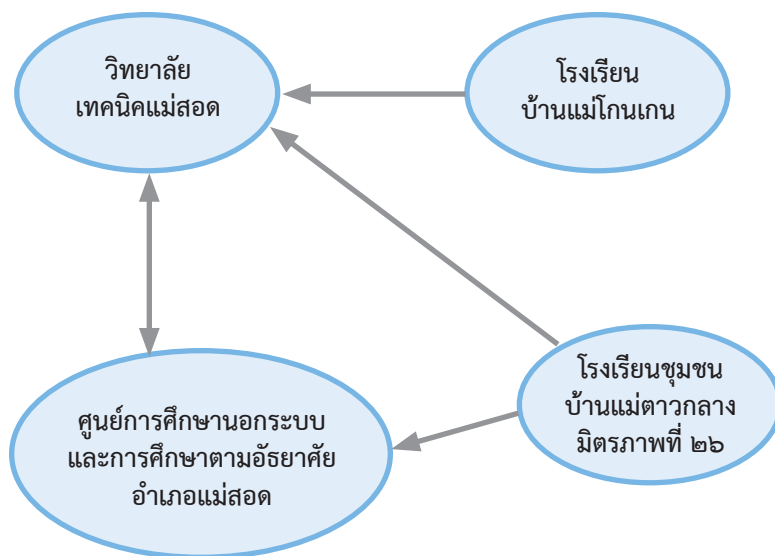 วิทยาลัย
เทคนิคแม่สอด
โรงเรียน
บ้านแม่โกนเกน
โรงเรียนชุมชน
บ้านแม่ตาวกลาง
มิตรภาพที่ ๒๖
ศูนย์การศึกษานอกระบบ
และการศึกษาตามอัธยาศัย
อำเภอแม่สอด